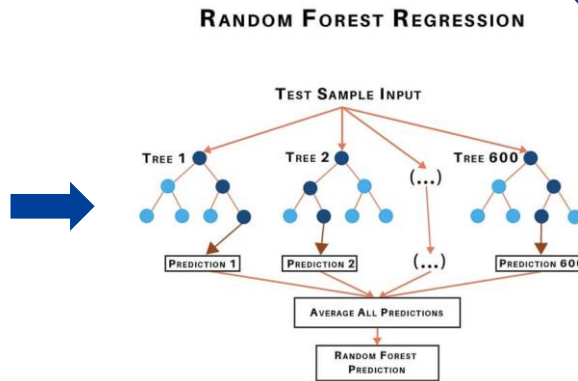 RANDOM FOREST REGRESSION
TEST SAMPLE INPUT
TREE 1
TREE 2
TREE 600
(...)
PREDICTION 1
PREDICTION 2
(...)
PREDICTION 600
AVERAGE ALL PREDICTIONS
RANDOM FOREST
PREDICTION